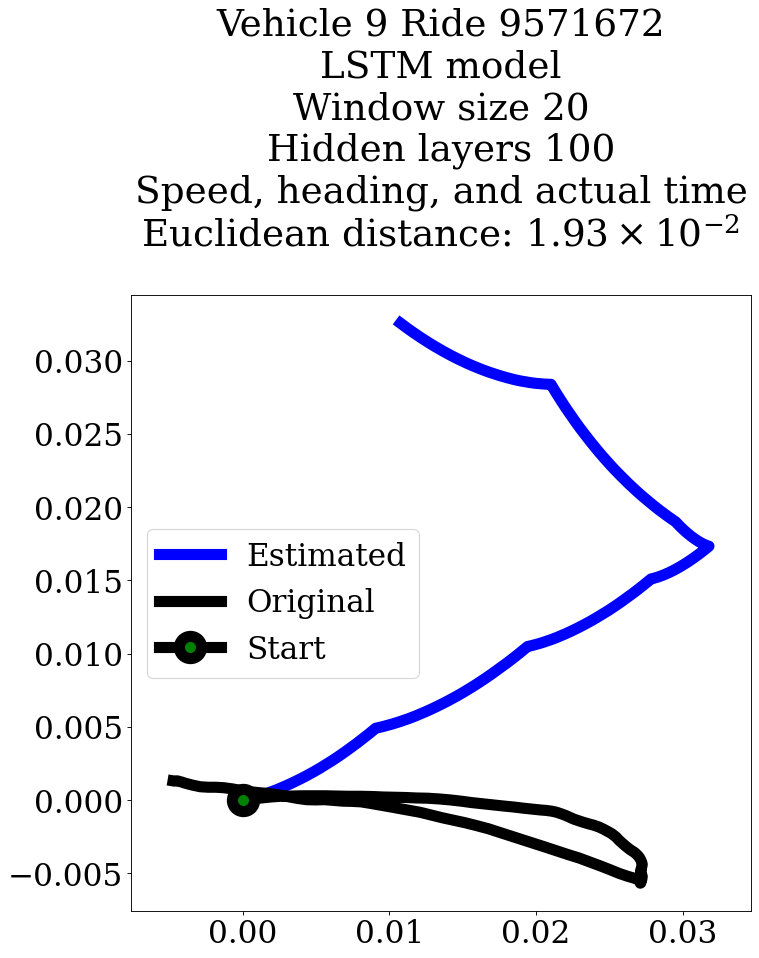 Vehicle 9 Ride 9571672
LSTM model
Window size 20
Hidden layers 100
Speed, heading, and actual time
Euclidean distance: 1.93 × 10⁻²
0.030
0.025
0.020
0.015
0.010
0.005
0.000
−0.005
Estimated
Original
Start
0.00 0.01 0.02 0.03